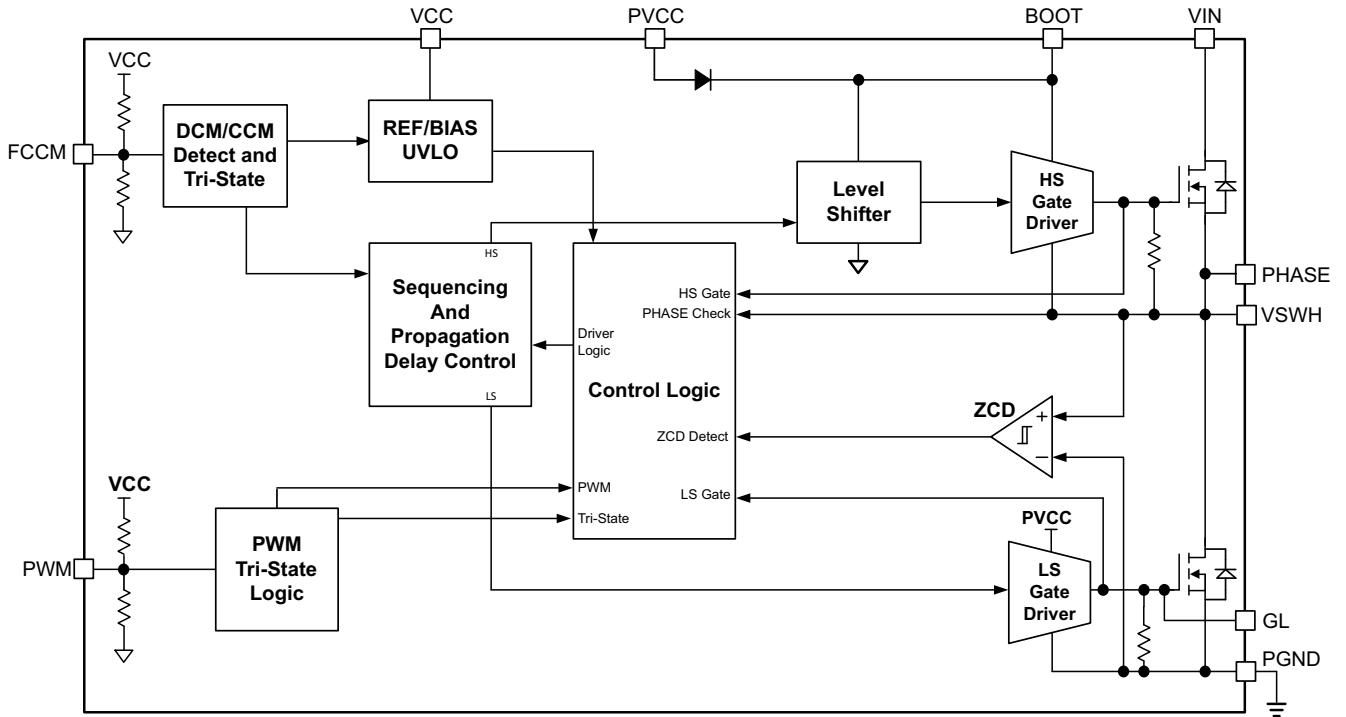 VCC
PVCC
BOOT
VIN
VCC
FCCM
DCM/CCM
Detect and
Tri-State
REF/BIAS
UVLO
Level
Shifter
HS
Gate
Driver
HS
Sequencing
And
Propagation
Delay Control
LS
HS Gate
PHASE Check
Driver
Logic
Control Logic
ZCD Detect
LS Gate
PWM
Tri-State
PHASE
VSWH
ZCD
+
−
VCC
PWM
PWM
Tri-State
Logic
PVCC
LS
Gate
Driver
GL
PGND